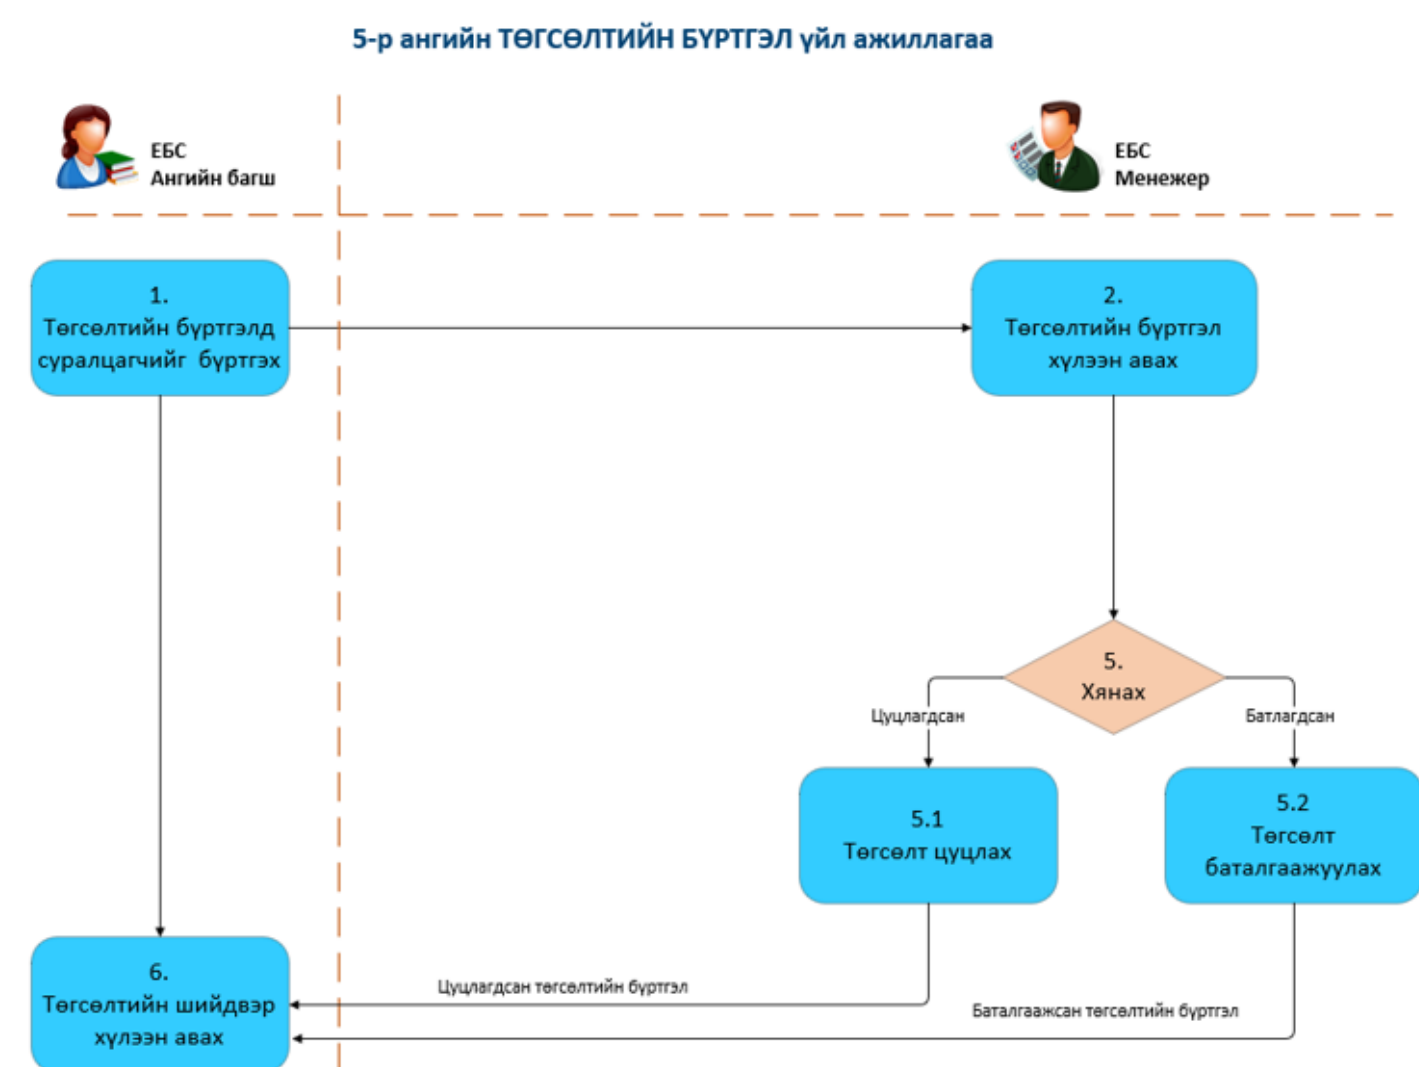 5-р ангийн ТӨГСӨЛТИЙН БҮРТГЭЛ үйл ажиллагаа
ЕБС
Ангийн багш
ЕБС
Менежер
1.
Төгсөлтийн бүртгэлд
суралцагчийг бүртгэх
2.
Төгсөлтийн бүртгэл
хүлээн авах
5.
Хянах
Цуцлагдсан
Батлагдсан
5.1
Төгсөлт цуцлах
5.2
Төгсөлт
баталгаажуулах
6.
Төгсөлтийн шийдвэр
хүлээн авах
Цуцлагдсан төгсөлтийн бүртгэл
Баталгаажсан төгсөлтийн бүртгэл